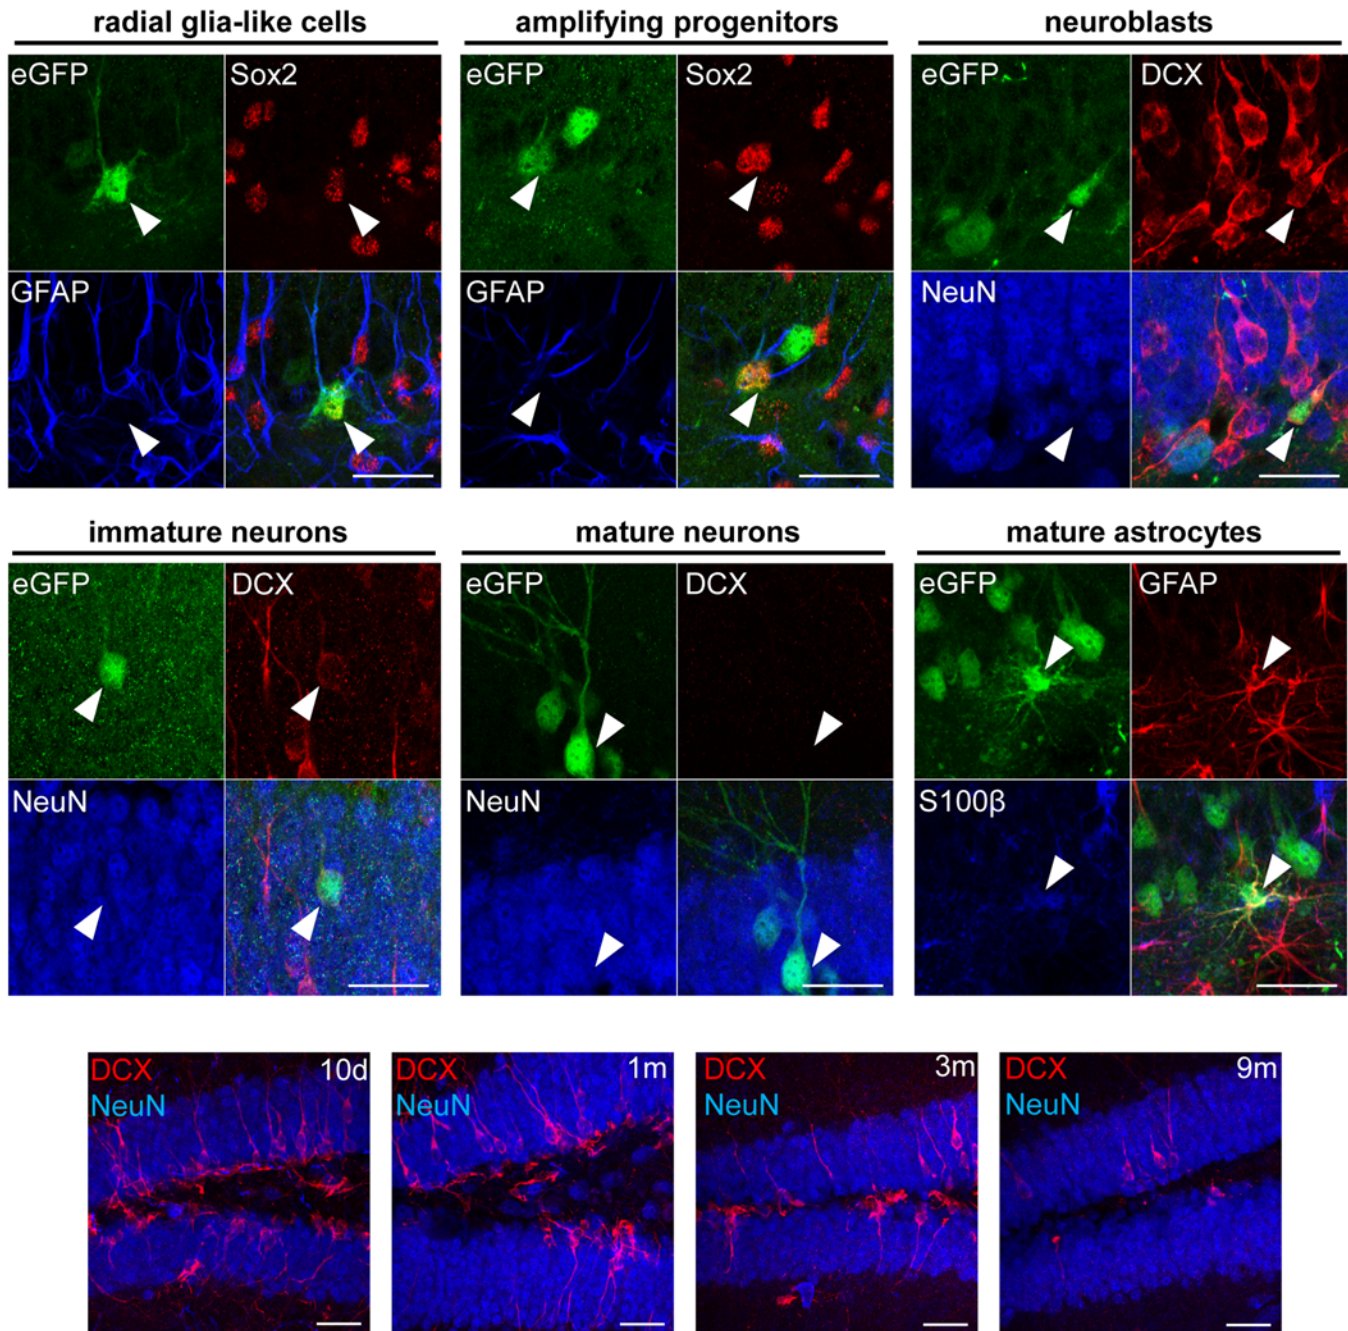 radial glia-like cells
amplifying progenitors
neuroblasts
eGFP
Sox2
eGFP
Sox2
eGFP
DCX
GFAP
GFAP
NeuN
immature neurons
mature neurons
mature astrocytes
eGFP
DCX
eGFP
DCX
eGFP
GFAP
NeuN
NeuN
S100β
DCX
10d
NeuN
DCX
1m
NeuN
DCX
3m
NeuN
DCX
9m
NeuN